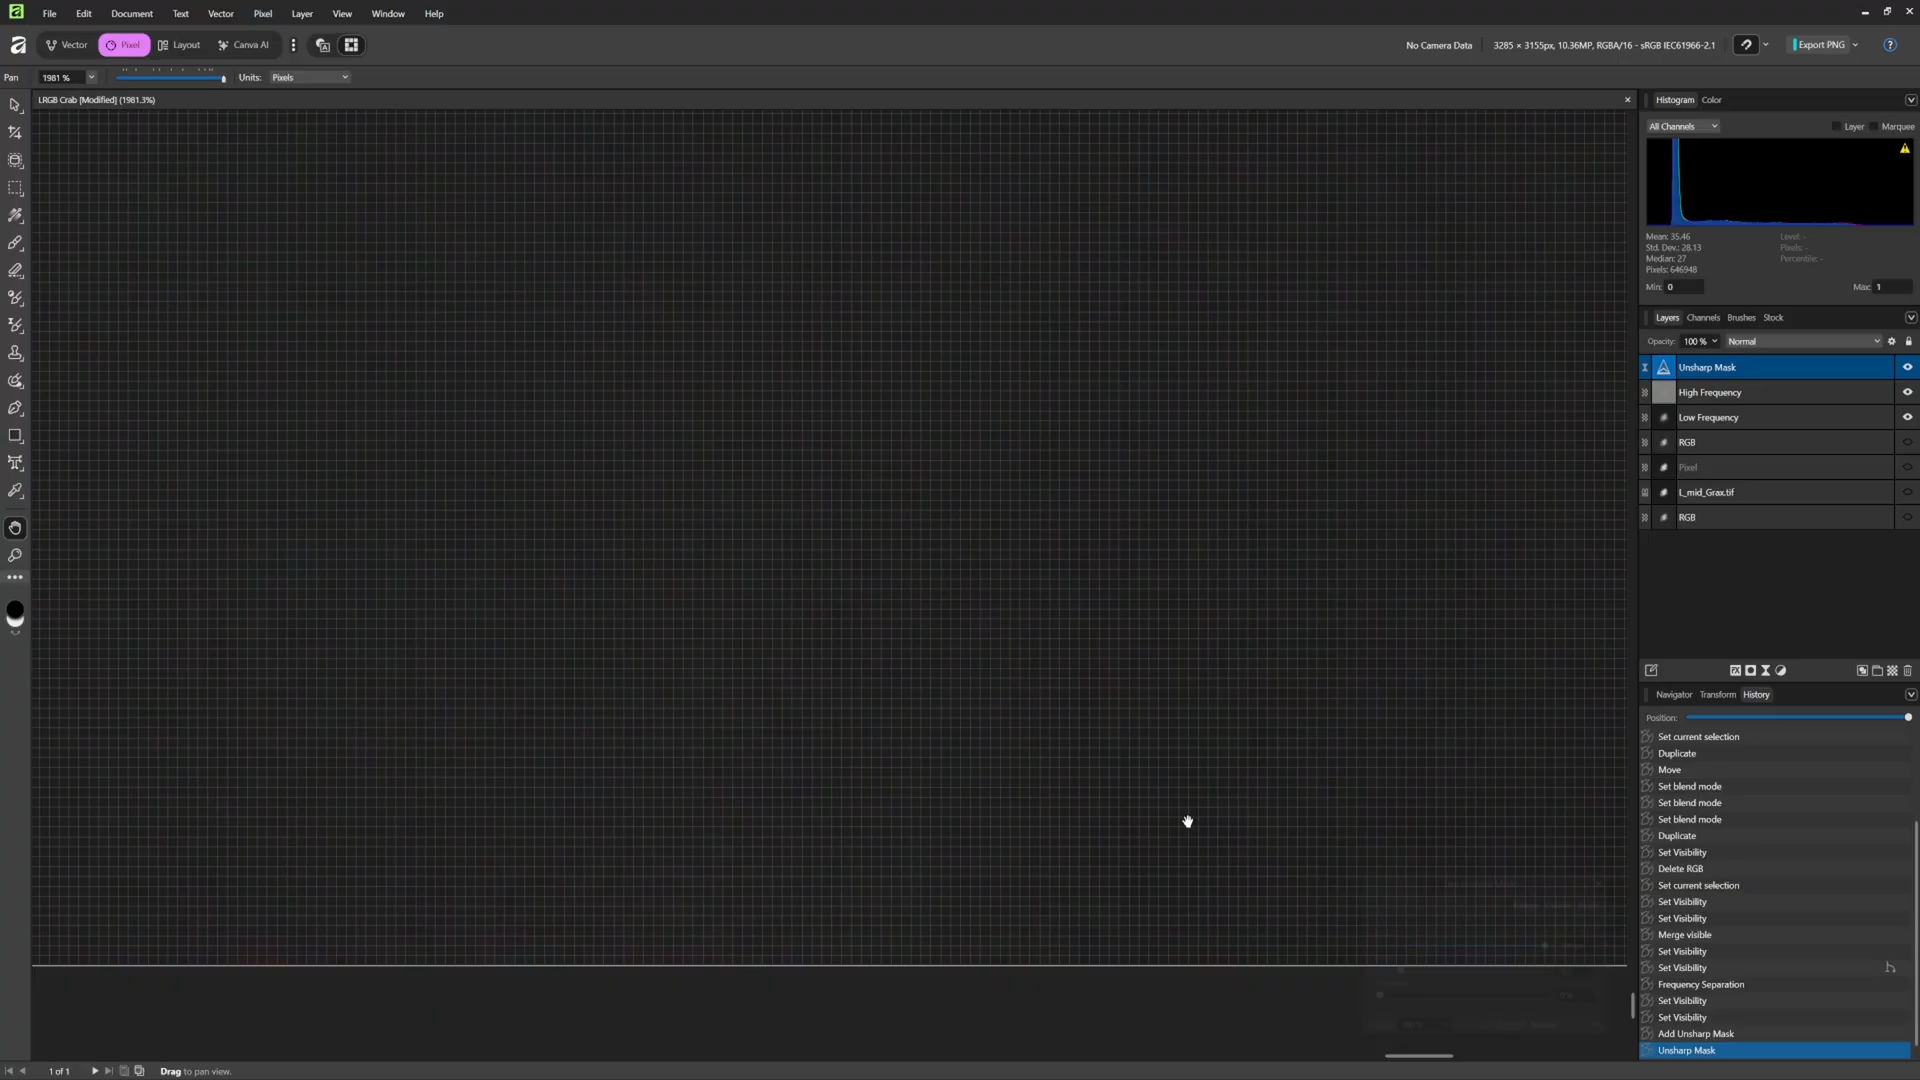 File Edit Document Text Vector Pixel Layer View Window Help
Vector Pixel Layout Canva AI
No Camera Data 3285 × 3155px, 10.36MP, RGBA/16 - sRGB IEC61966-2.1 Export PNG
Pan 1981 % Units: Pixels
LRGB Crab [Modified] (1981.3%)
Histogram Color
All Channels Layer Marquee
Mean: 35.46 Level: -
Std. Dev.: 28.13 Pixels: -
Median: 27 Percentile: -
Pixels: 646948
Min: 0 Max: 1
Layers Channels Brushes Stock
Opacity: 100 % Normal
Unsharp Mask
High Frequency
Low Frequency
RGB
Pixel
L_mid_Grax.tif
RGB
Navigator Transform History
Position:
Set current selection
Duplicate
Move
Set blend mode
Set blend mode
Set blend mode
Duplicate
Set Visibility
Delete RGB
Set current selection
Set Visibility
Set Visibility
Merge visible
Set Visibility
Set Visibility
Frequency Separation
Set Visibility
Set Visibility
Add Unsharp Mask
Unsharp Mask
1 of 1 Drag to pan view.